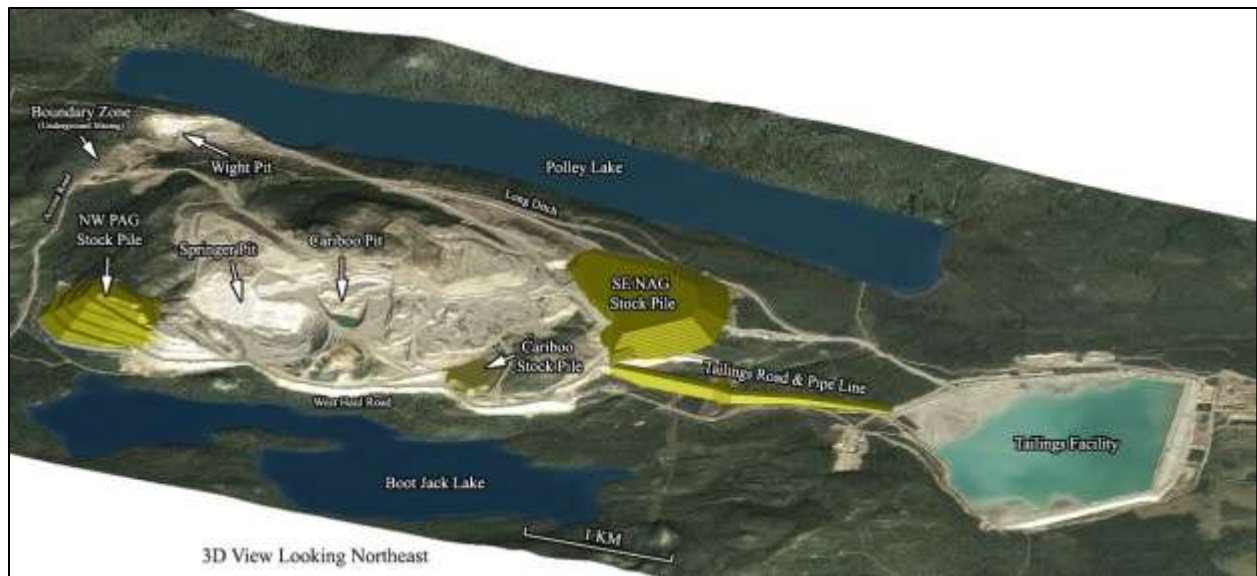 Boundary Zone
(Underground Mining)
Wight Pit
Polley Lake
Access Road
Long Ditch
NW PAG
Stock Pile
Springer Pit
Cariboo Pit
SE NAG
Stock Pile
Cariboo
Stock Pile
Tailings Road & Pipe Line
West Haul Road
Tailings Facility
Boot Jack Lake
1 KM
3D View Looking Northeast